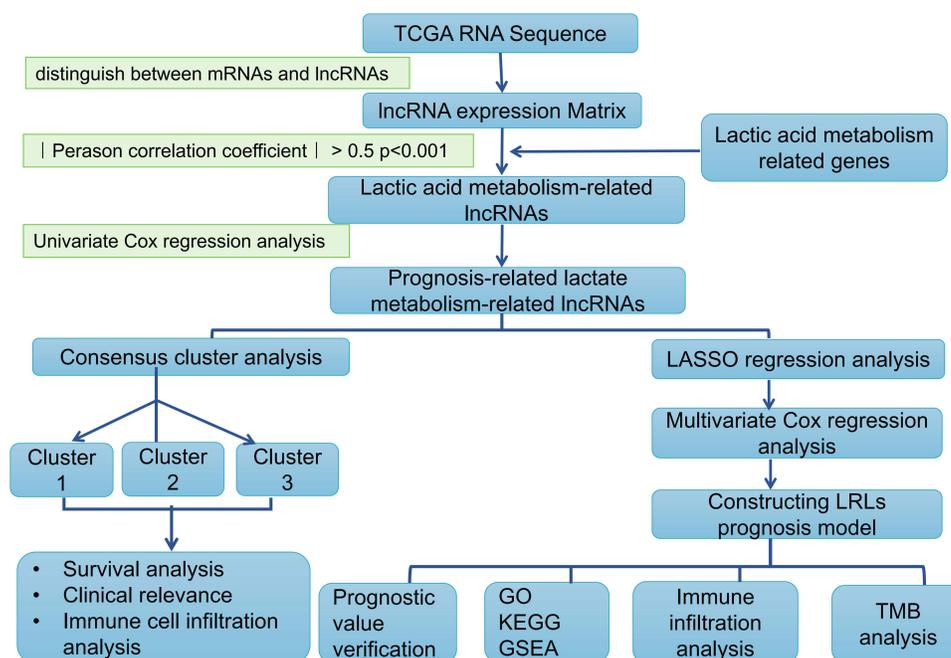 TCGA RNA Sequence
distinguish between mRNAs and lncRNAs
lncRNA expression Matrix
| Perason correlation coefficient | > 0.5 p<0.001
Lactic acid metabolism
related genes
Lactic acid metabolism-related
lncRNAs
Univariate Cox regression analysis
Prognosis-related lactate
metabolism-related lncRNAs
Consensus cluster analysis
LASSO regression analysis
Multivariate Cox regression
analysis
Cluster
1
Cluster
2
Cluster
3
Constructing LRLs
prognosis model
• Survival analysis
• Clinical relevance
• Immune cell infiltration
analysis
Prognostic
value
verification
GO
KEGG
GSEA
Immune
infiltration
analysis
TMB
analysis